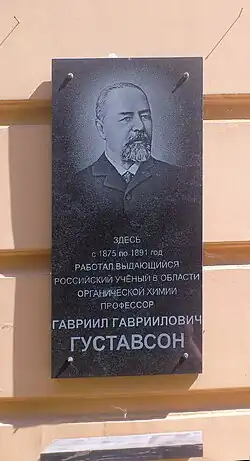 ЗДЕСЬ
с 1875 по 1891 год
РАБОТАЛ ВЫДАЮЩИЙСЯ
РОССИЙСКИЙ УЧЁНЫЙ В ОБЛАСТИ
ОРГАНИЧЕСКОЙ ХИМИИ
ПРОФЕССОР
ГАВРИИЛ ГАВРИИЛОВИЧ
ГУСТАВСОН